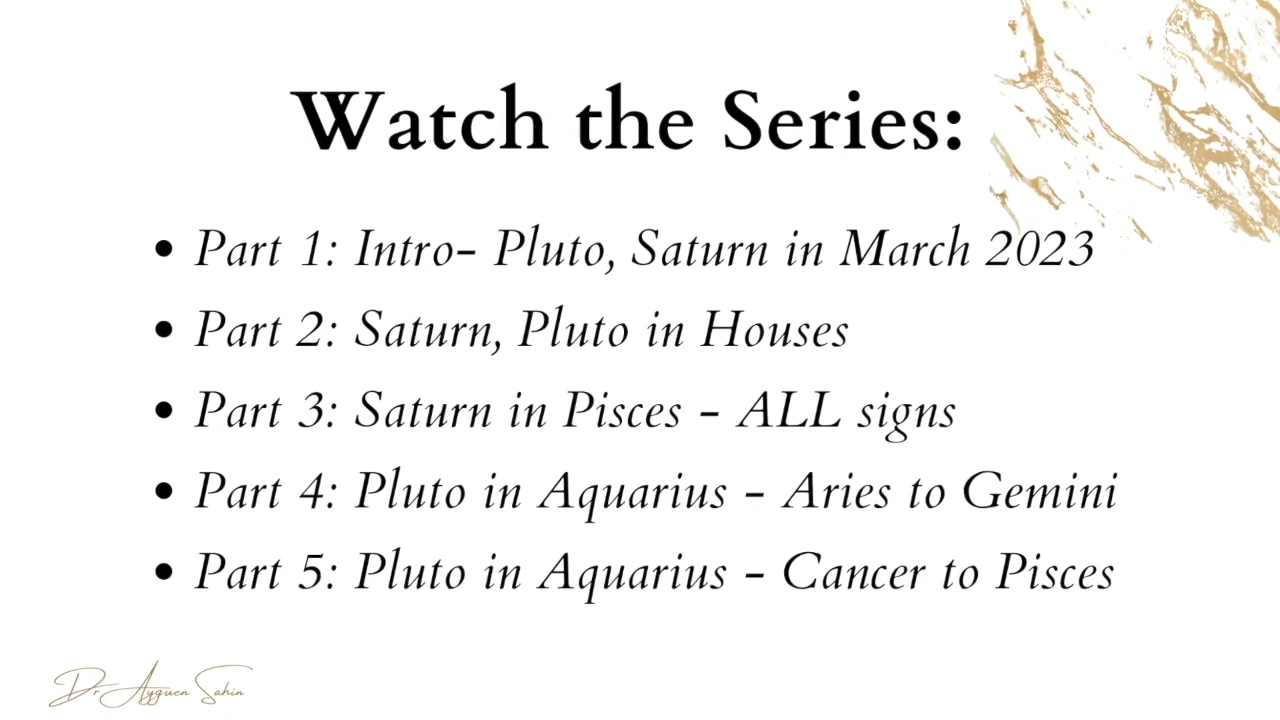 Watch the Series:
• Part 1: Intro- Pluto, Saturn in March 2023
• Part 2: Saturn, Pluto in Houses
• Part 3: Saturn in Pisces - ALL signs
• Part 4: Pluto in Aquarius - Aries to Gemini
• Part 5: Pluto in Aquarius - Cancer to Pisces
Dr Ayguen Sahin